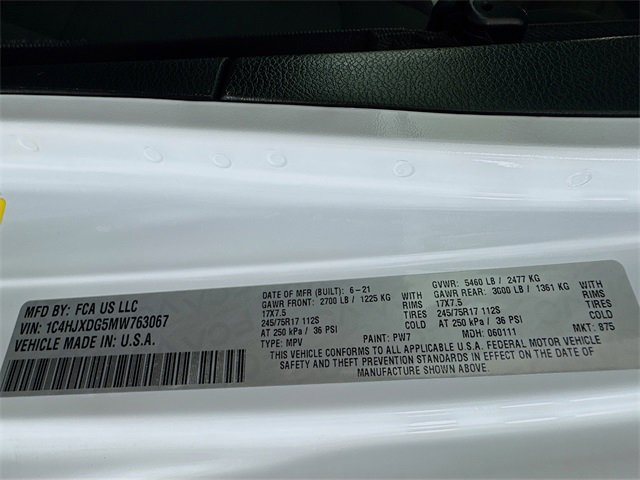 MFD BY: FCA US LLC
VIN: 1C4HJXDG5MW763067
VEHICLE MADE IN: U.S.A.
DATE OF MFR (BUILT): 6-21
GAWR FRONT: 2700 LB / 1225 KG
17X7.5
245/75R17 112S TIRES
AT 250 kPa / 36 PSI COLD
TYPE: MPV PAINT: PW7
GVWR: 5460 LB / 2477 KG
GAWR REAR: 3000 LB / 1361 KG
17X7.5
245/75R17 112S TIRES
AT 250 kPa / 36 PSI COLD
MDH: 060111 MKT: 875
THIS VEHICLE CONFORMS TO ALL APPLICABLE U.S.A. FEDERAL MOTOR VEHICLE
SAFETY AND THEFT PREVENTION STANDARDS IN EFFECT ON THE DATE OF
MANUFACTURE SHOWN ABOVE.